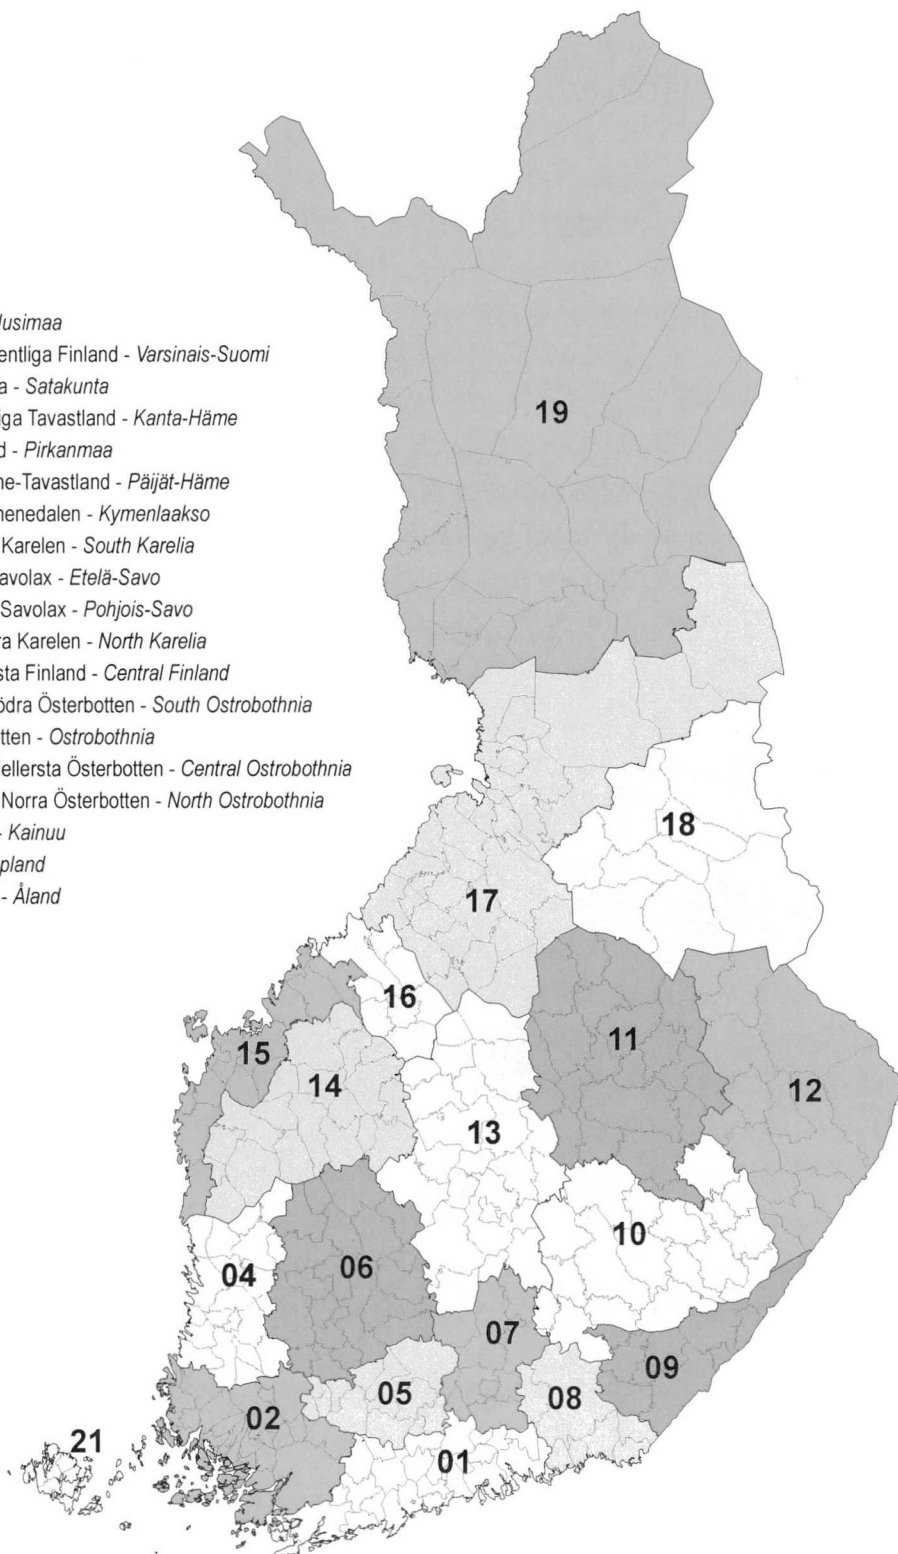 Jusimaa
entliga Finland - Varsinais-Suomi
a - Satakunta
iga Tavastland - Kanta-Häme
d - Pirkanmaa
ne-Tavastland - Päijät-Häme
nenedalen - Kymenlaakso
Karelen - South Karelia
avolax - Etelä-Savo
Savolax - Pohjois-Savo
ra Karelen - North Karelia
sta Finland - Central Finland
ödra Österbotten - South Ostrobothnia
tten - Ostrobothnia
ellersta Österbotten - Central Ostrobothnia
Norra Österbotten - North Ostrobothnia
- Kainuu
pland
- Åland
19
18
17
16
11
15
14
12
13
10
06
04
07
09
05
08
02
21
01